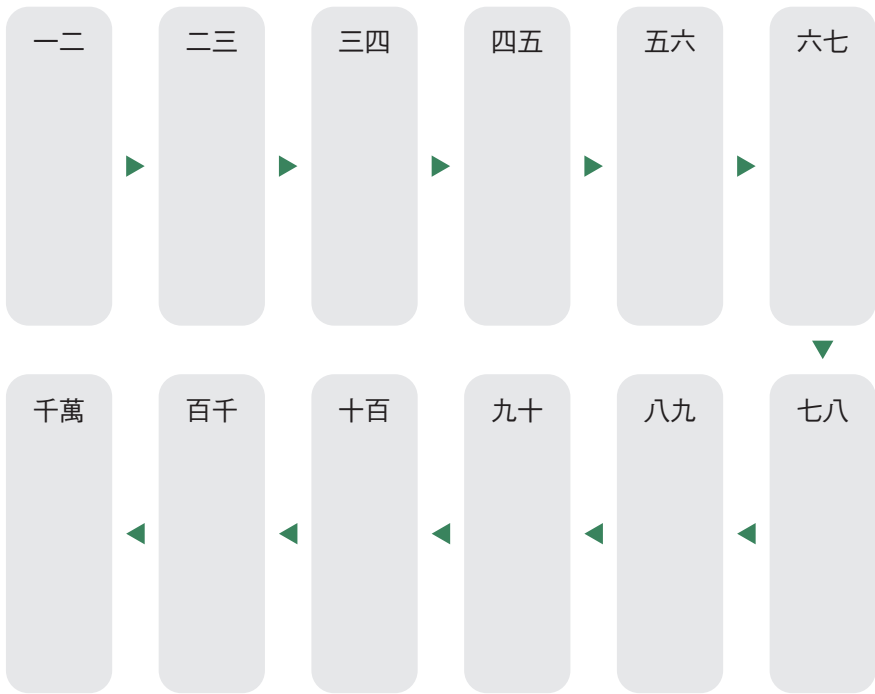 一二
二三
三四
四五
五六
六七
七八
八九
九十
十百
百千
千萬